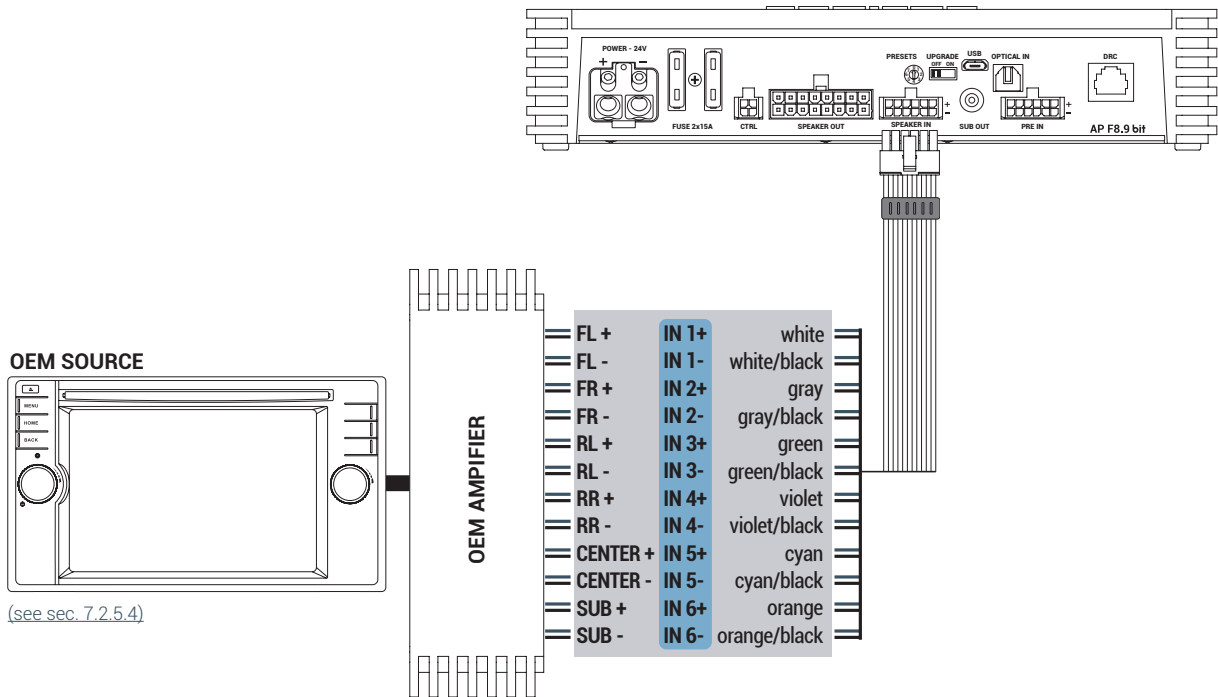 POWER - 24V
+ -
FUSE 2x15A
CTRL
SPEAKER OUT
PRESETS
UPGRADE
OFF ON
USB
OPTICAL IN
DRC
SPEAKER IN
+
-
SUB OUT
PRE IN
+
-
AP F8.9 bit
OEM SOURCE
MENU
HOME
BACK
(see sec. 7.2.5.4)
OEM AMPIFIER
FL + IN 1+ white
FL - IN 1- white/black
FR + IN 2+ gray
FR - IN 2- gray/black
RL + IN 3+ green
RL - IN 3- green/black
RR + IN 4+ violet
RR - IN 4- violet/black
CENTER + IN 5+ cyan
CENTER - IN 5- cyan/black
SUB + IN 6+ orange
SUB - IN 6- orange/black